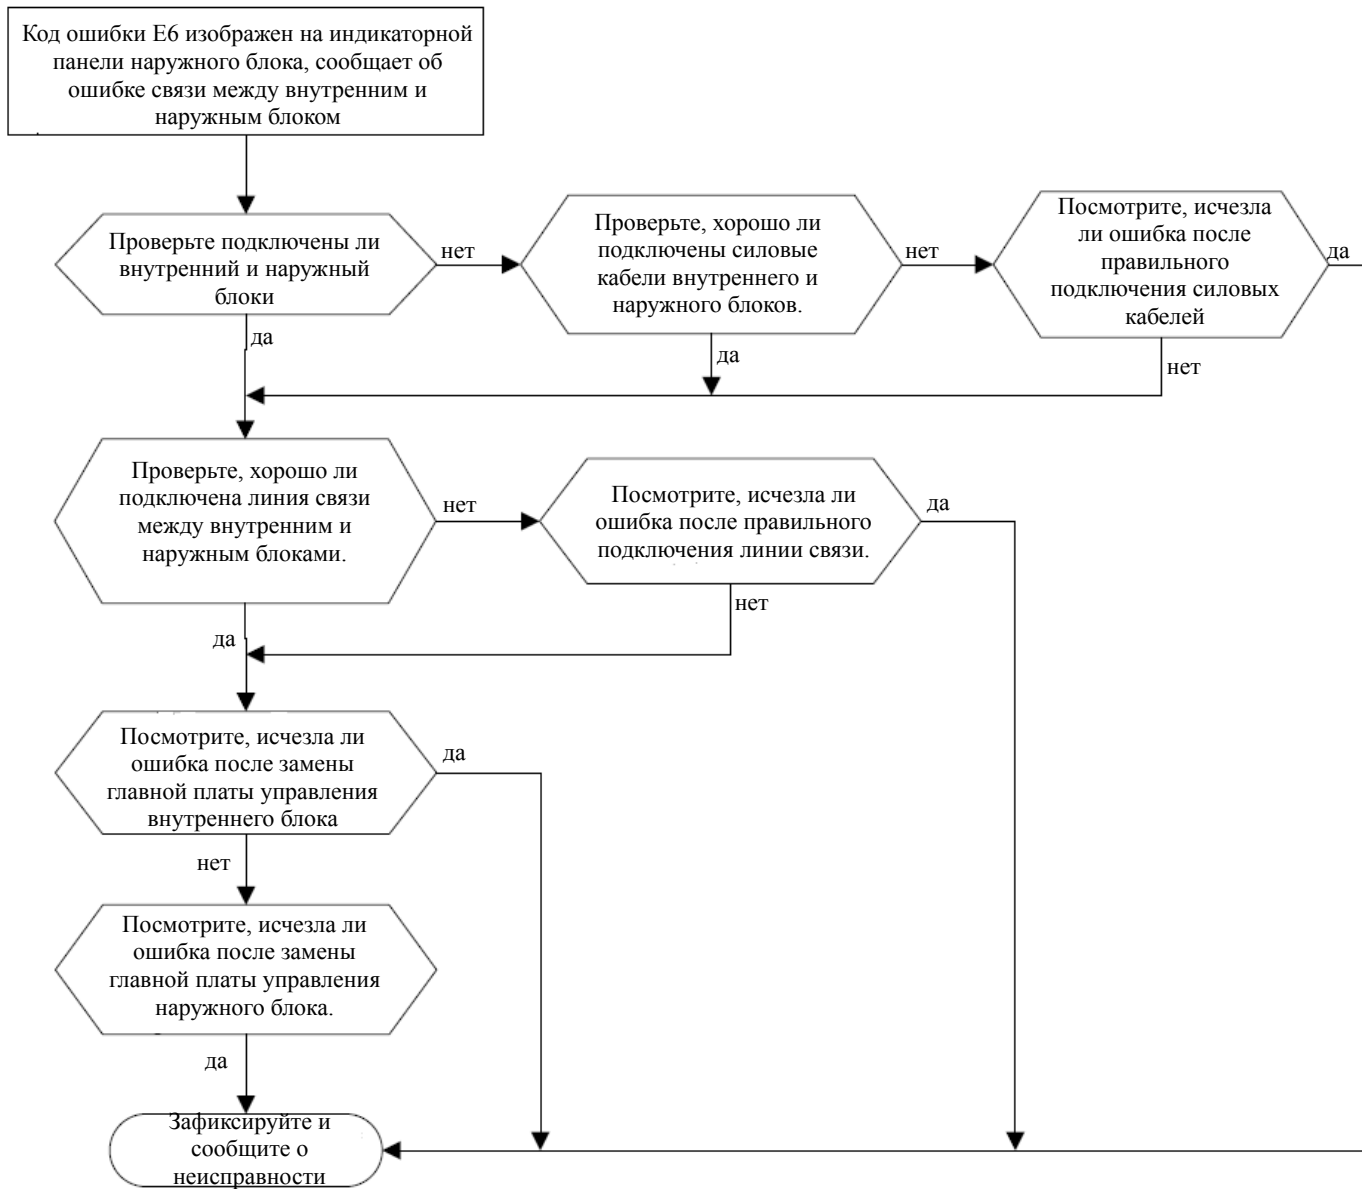 Код ошибки Е6 изображен на индикаторной
панели наружного блока, сообщает об
ошибке связи между внутренним и
наружным блоком
Проверьте подключены ли
внутренний и наружный
блоки
нет
Проверьте, хорошо ли
подключены силовые
кабели внутреннего и
наружного блоков.
нет
Посмотрите, исчезла
ли ошибка после
правильного
подключения силовых
кабелей
да
да
да
нет
Проверьте, хорошо ли
подключена линия связи
между внутренним и
наружным блоками.
нет
Посмотрите, исчезла ли
ошибка после правильного
подключения линии связи.
да
нет
да
Посмотрите, исчезла ли
ошибка после замены
главной платы управления
внутреннего блока
да
нет
Посмотрите, исчезла ли
ошибка после замены
главной платы управления
наружного блока.
да
Зафиксируйте и
сообщите о
неисправности